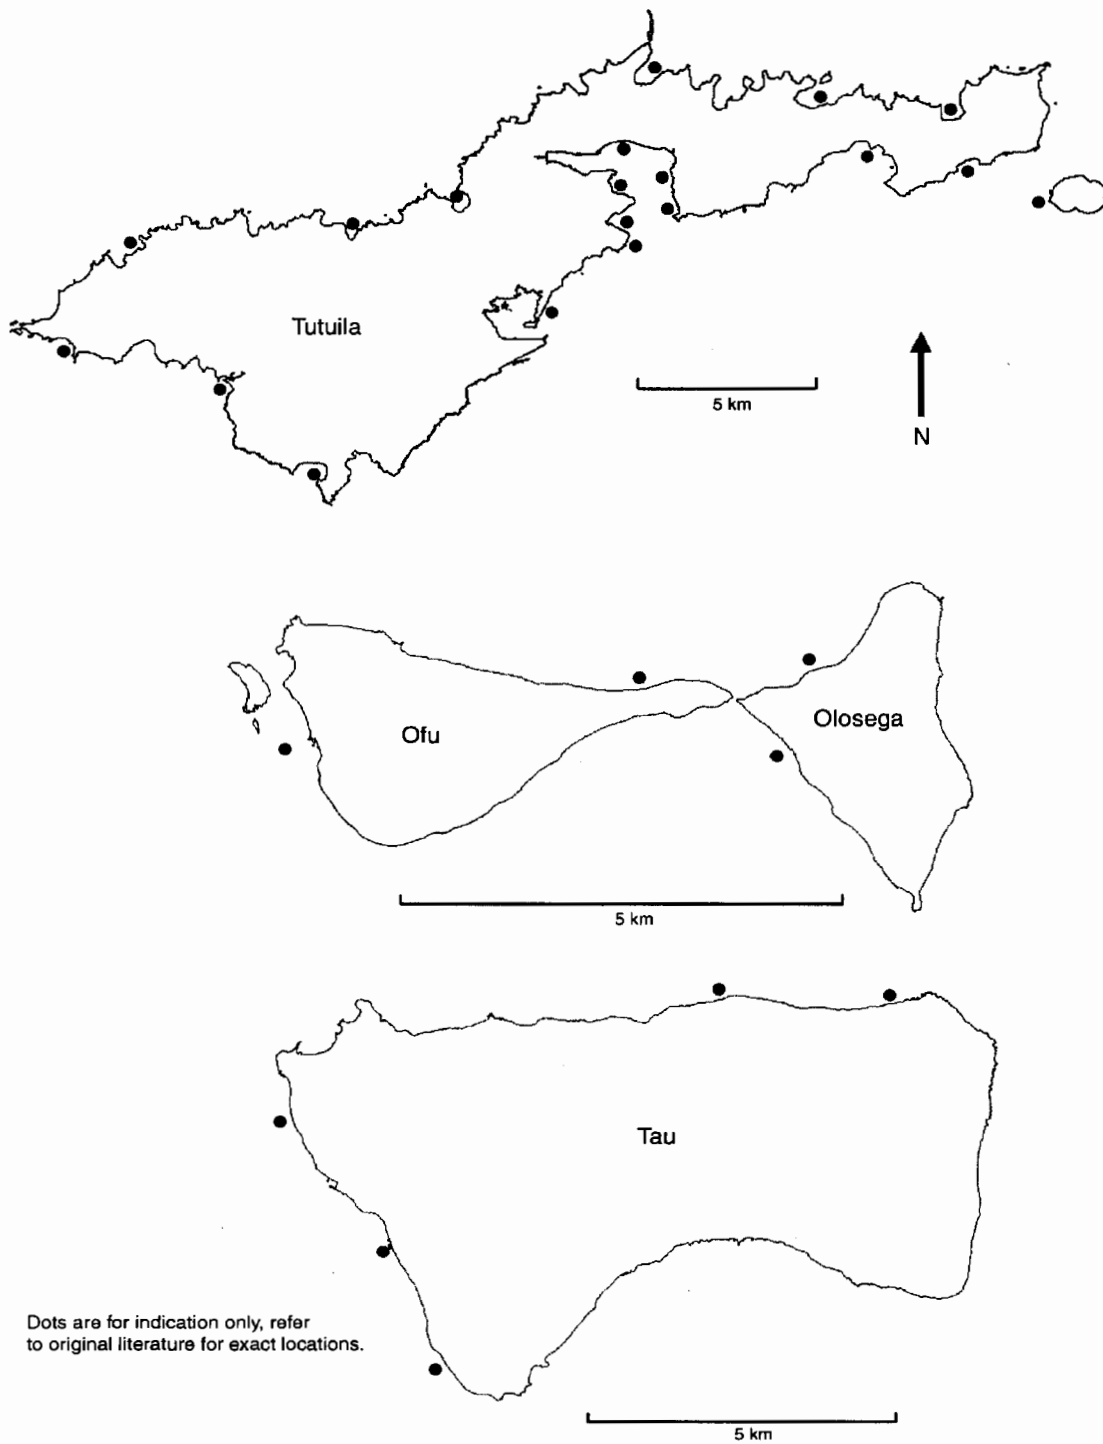 Tutuila
5 km
N
Ofu
Olosega
5 km
Tau
Dots are for indication only, refer
to original literature for exact locations.
5 km